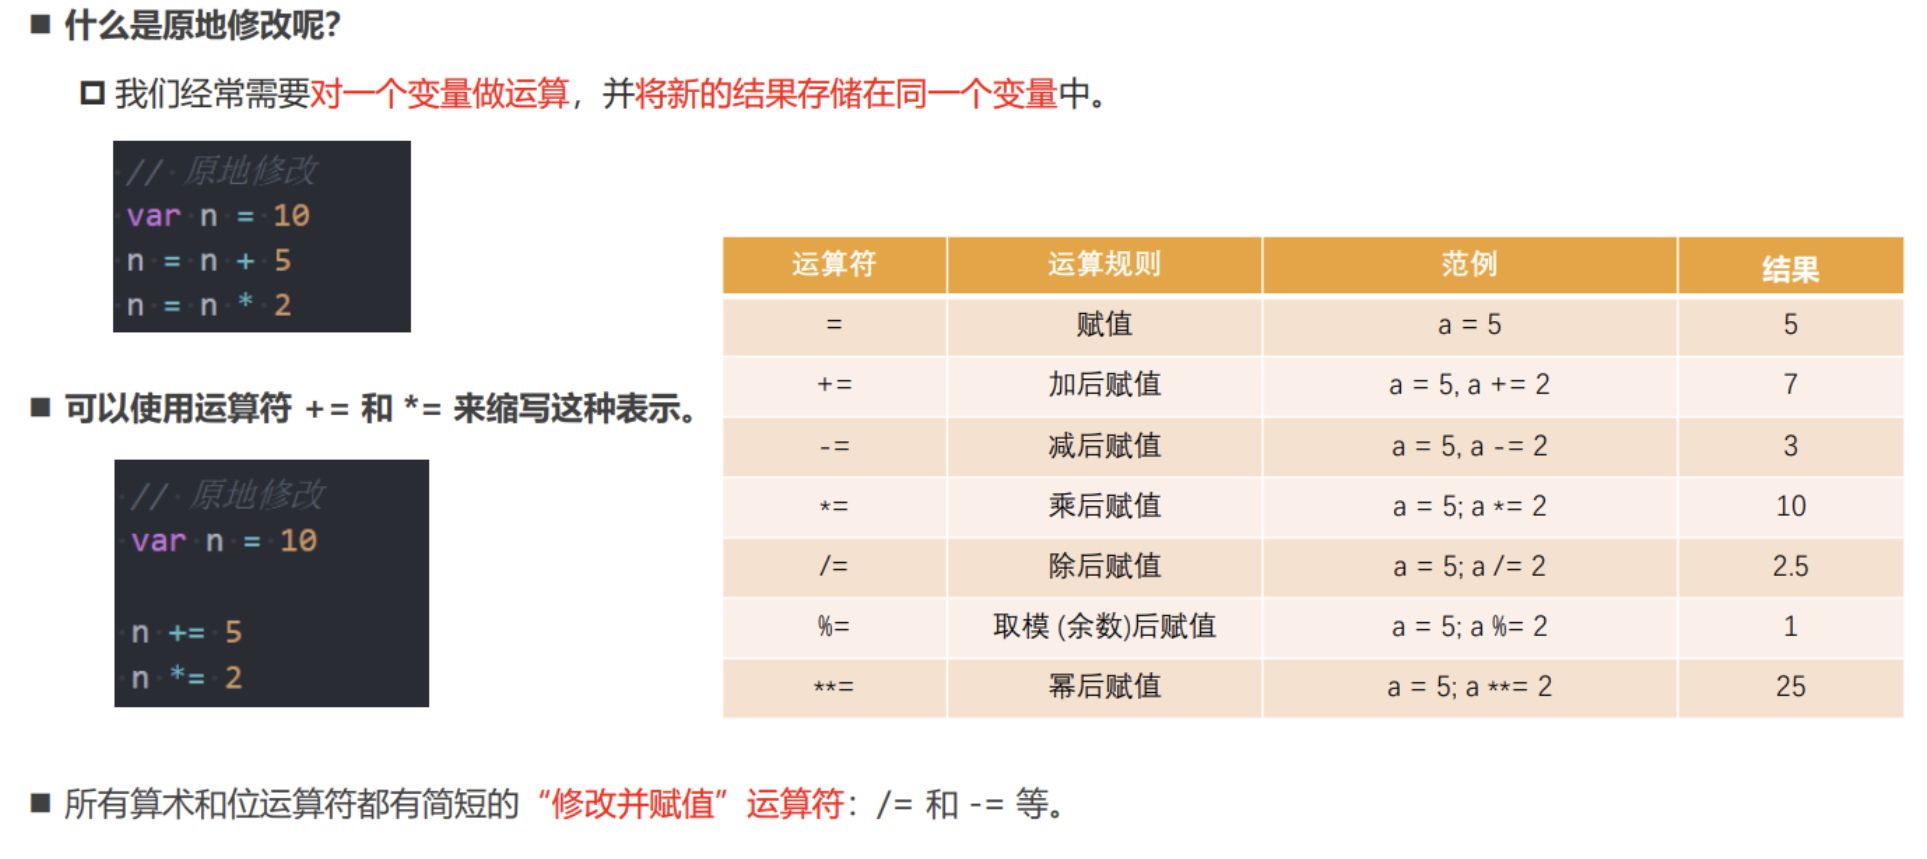 什么是原地修改呢？
我们经常需要对一个变量做运算，并将新的结果存储在同一个变量中。
// 原地修改
var n = 10
n = n + 5
n = n * 2
可以使用运算符 += 和 *= 来缩写这种表示。
// 原地修改
var n = 10
n += 5
n *= 2
运算符 运算规则 范例 结果
= 赋值 a = 5 5
+= 加后赋值 a = 5, a += 2 7
-= 减后赋值 a = 5, a -= 2 3
*= 乘后赋值 a = 5; a *= 2 10
/= 除后赋值 a = 5; a /= 2 2.5
%= 取模 (余数)后赋值 a = 5; a %= 2 1
**= 幂后赋值 a = 5; a **= 2 25
所有算术和位运算符都有简短的“修改并赋值”运算符：/= 和 -= 等。